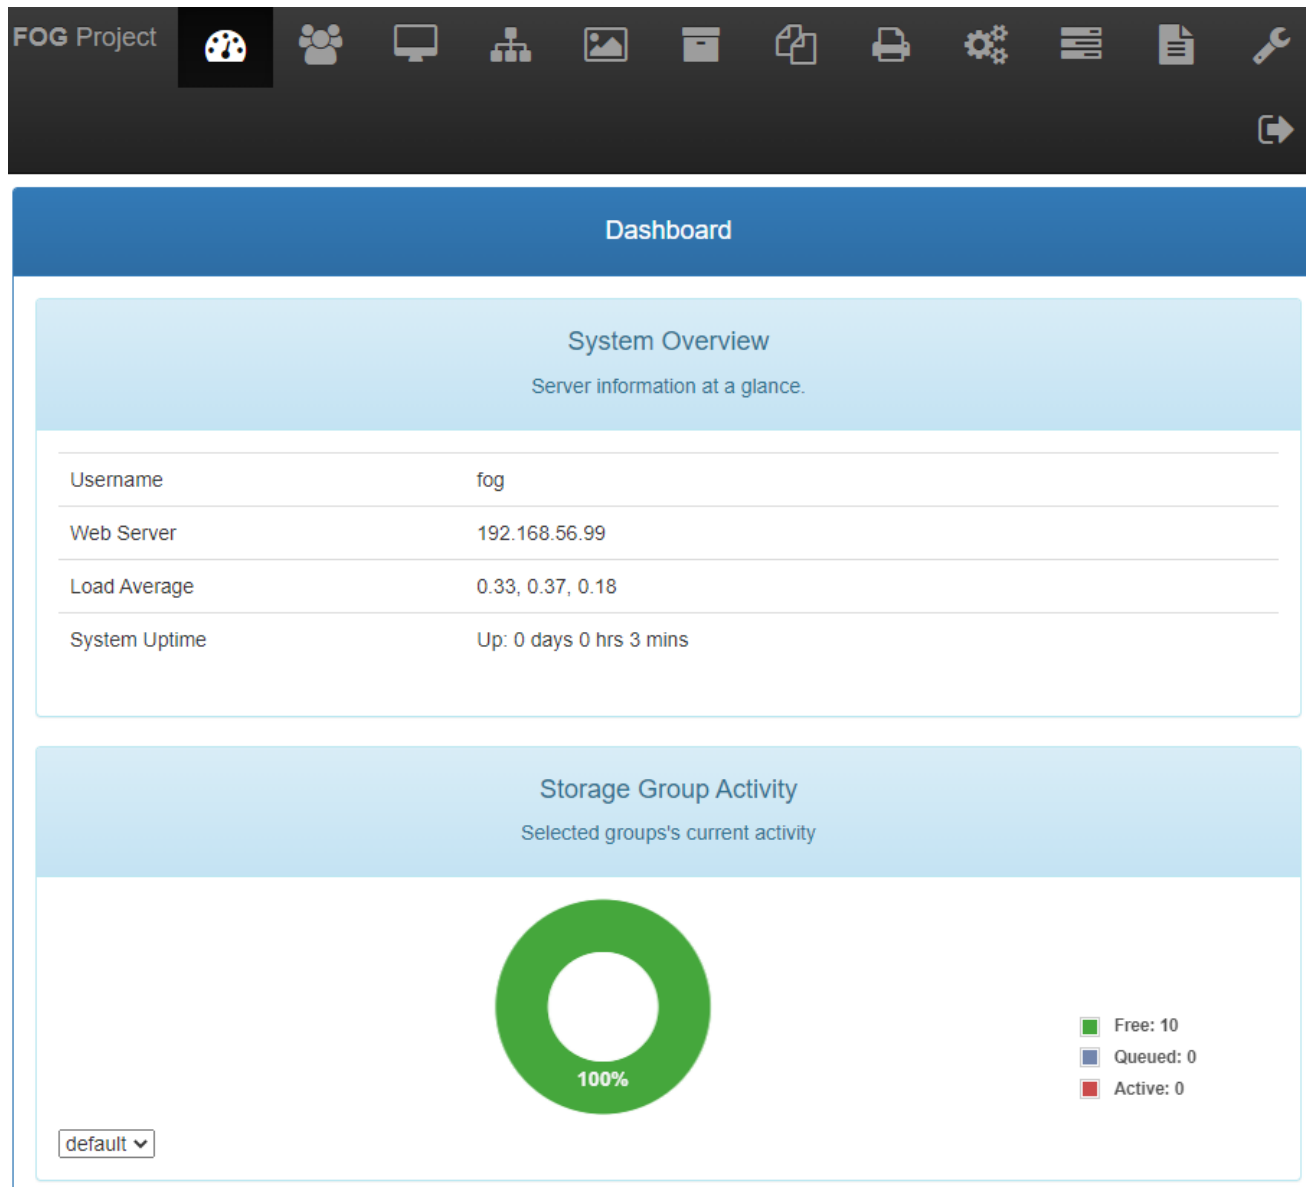 FOG Project
Dashboard
System Overview
Server information at a glance.
Username fog
Web Server 192.168.56.99
Load Average 0.33, 0.37, 0.18
System Uptime Up: 0 days 0 hrs 3 mins
Storage Group Activity
Selected groups's current activity
100%
Free: 10
Queued: 0
Active: 0
default